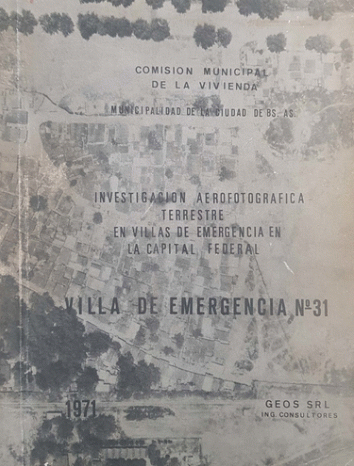 COMISION MUNICIPAL
DE LA VIVIENDA
MUNICIPALIDAD DE LA CIUDAD DE BS-AS
INVESTIGACION AEROFOTOGRAFICA
TERRESTRE
EN VILLAS DE EMERGENCIA EN
LA CAPITAL FEDERAL
VILLA DE EMERGENCIA Nº31
1971
GEOS SRL
ING. CONSULTORES